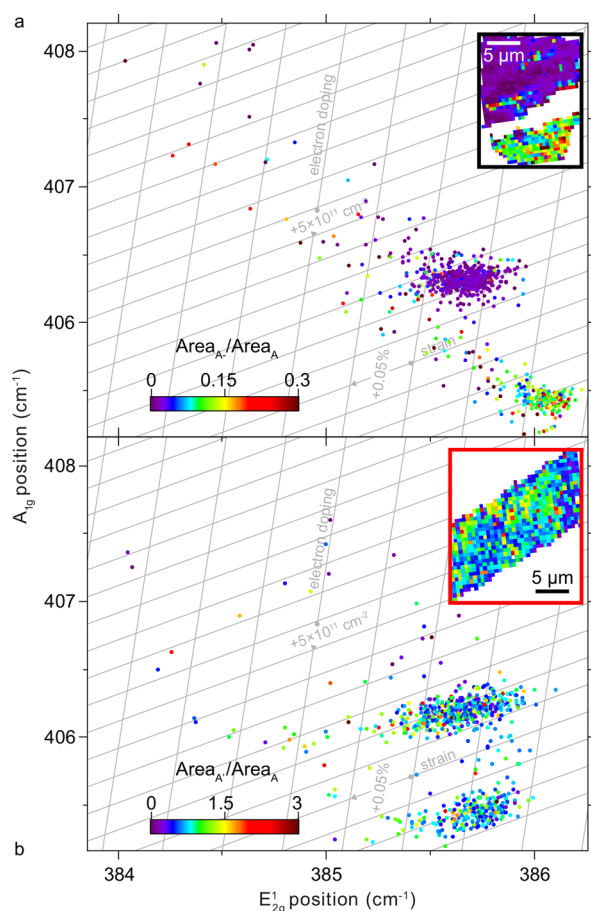 a
408
407
406
A₁g position (cm⁻¹)
5 µm
electron doping
+5×10¹¹ cm⁻²
strain
+0.05%
Area_A-/Area_A
0 0.15 0.3
408
407
406
5 µm
electron doping
+5×10¹¹ cm⁻²
strain
+0.05%
Area_A'/Area_A
0 1.5 3
b
384 385 386
E¹₂g position (cm⁻¹)